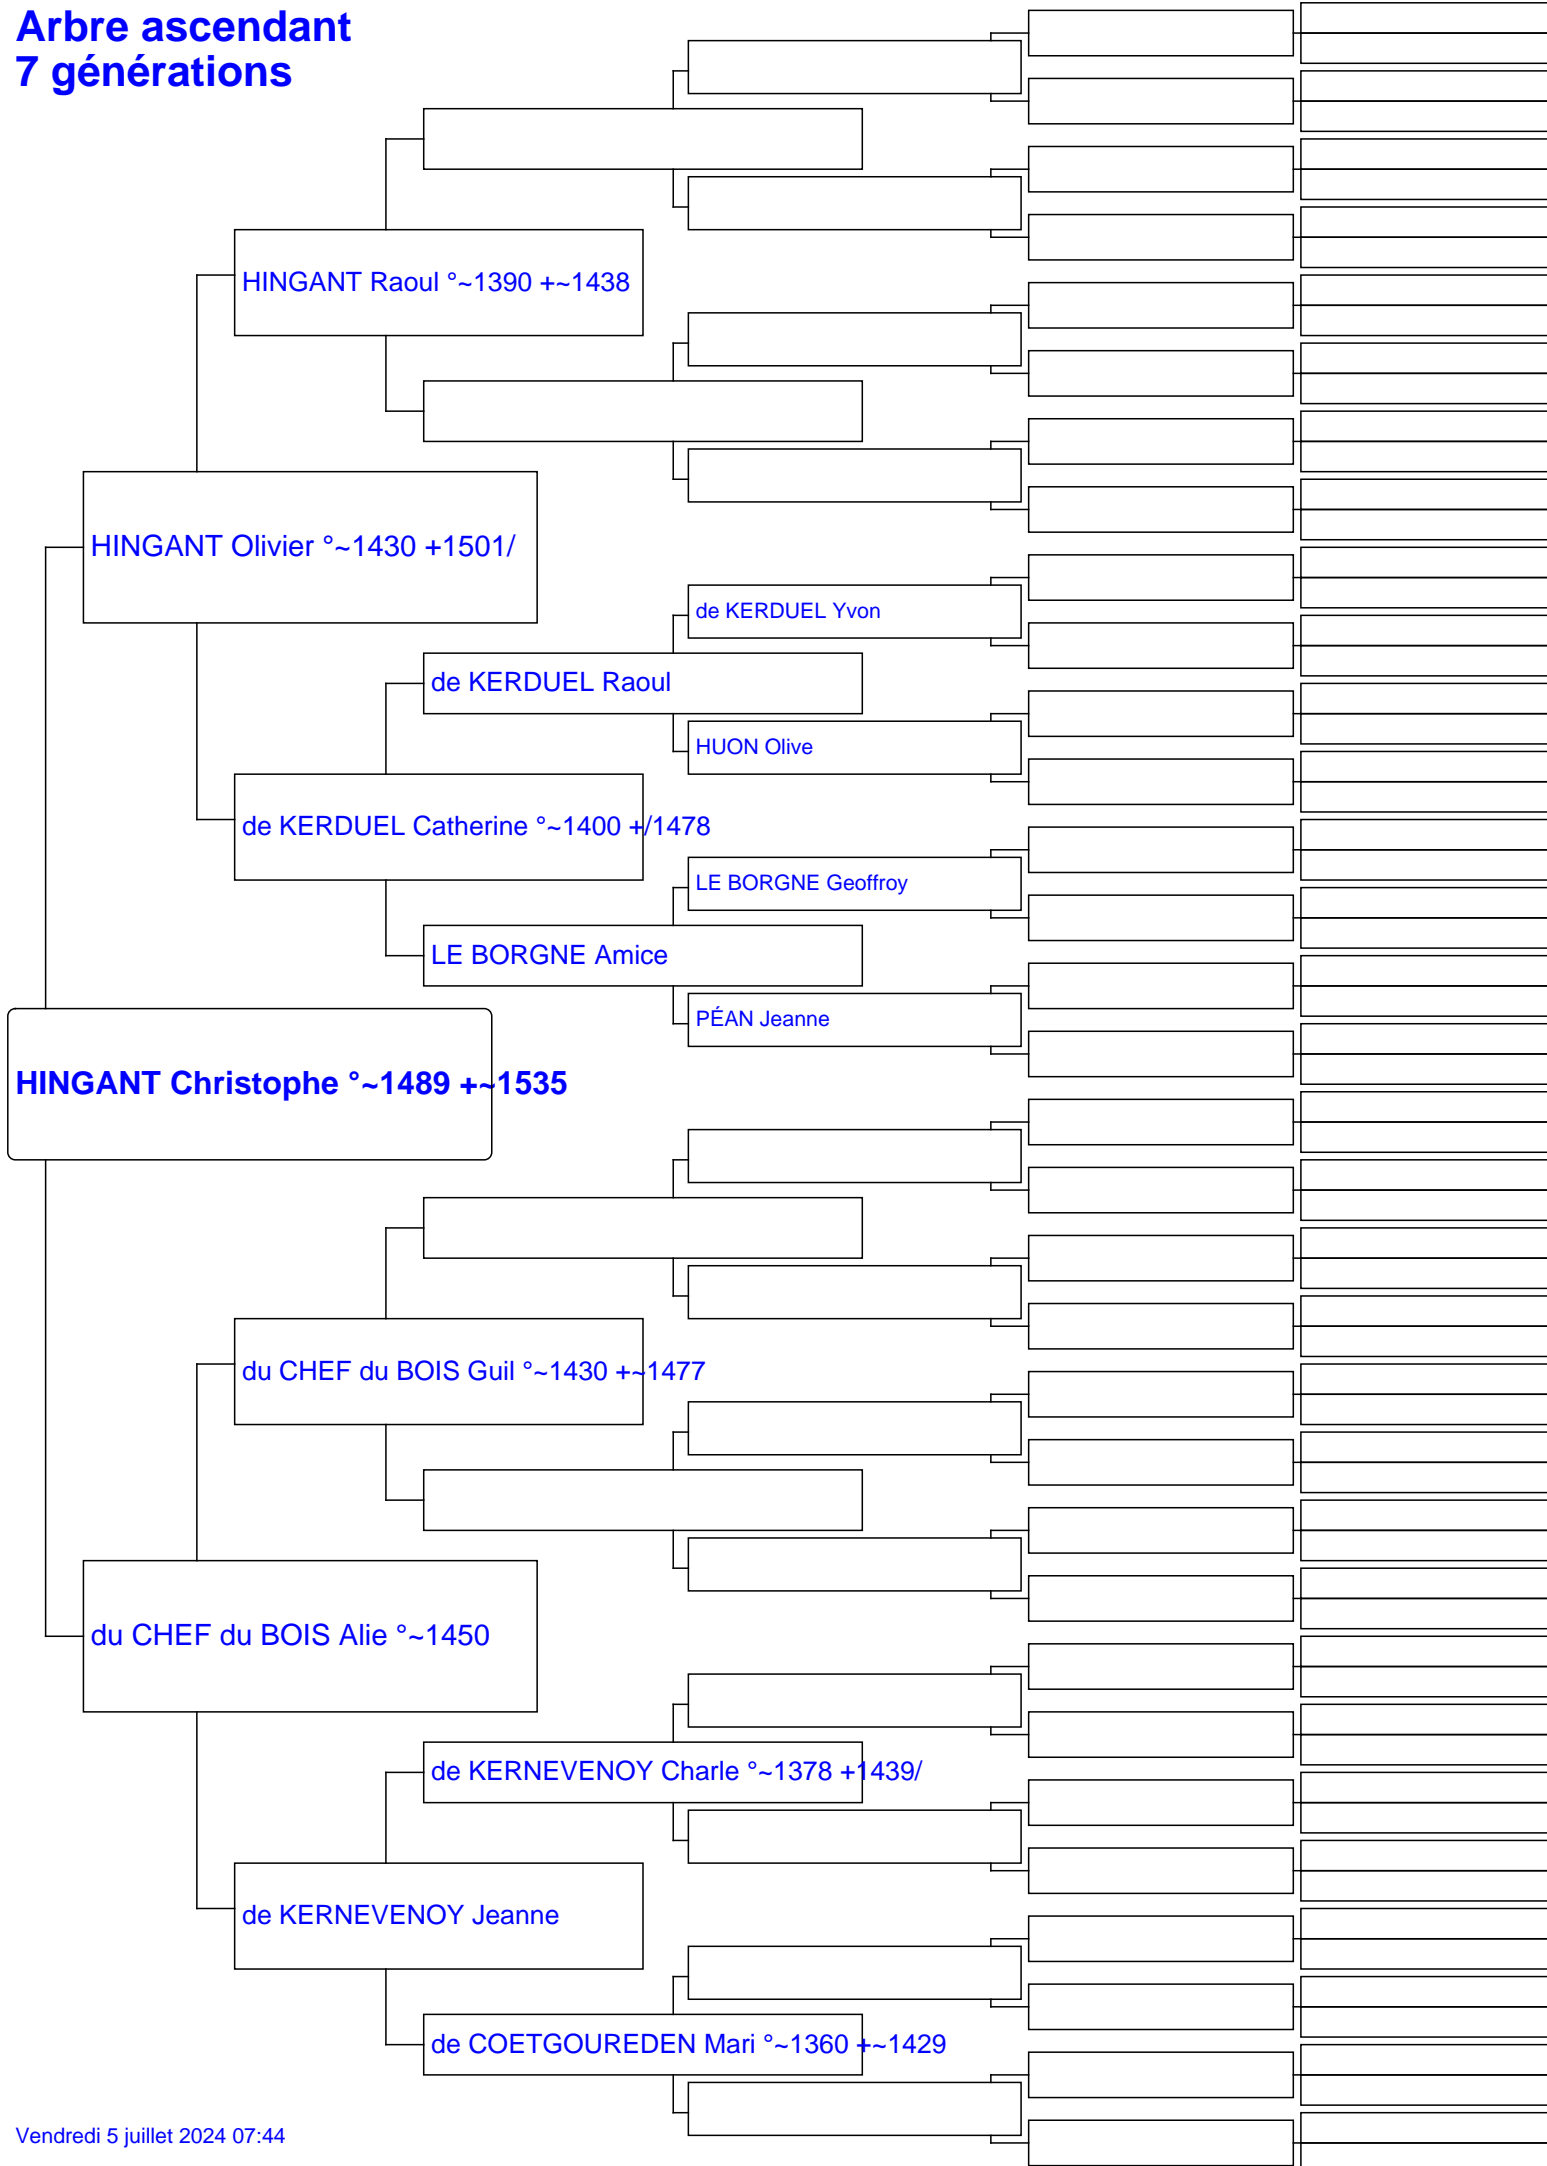 Arbre ascendant
7 générations
HINGANT Raoul °~1390 +~1438
HINGANT Olivier °~1430 +1501/
de KERDUEL Yvon
de KERDUEL Raoul
HUON Olive
de KERDUEL Catherine °~1400 +/1478
LE BORGNE Geoffroy
LE BORGNE Amice
PÉAN Jeanne
HINGANT Christophe °~1489 +~1535
du CHEF du BOIS Guil °~1430 +~1477
du CHEF du BOIS Alie °~1450
de KERNEVENOY Charle °~1378 +1439/
de KERNEVENOY Jeanne
de COETGOUREDEN Mari °~1360 +~1429
Vendredi 5 juillet 2024 07:44